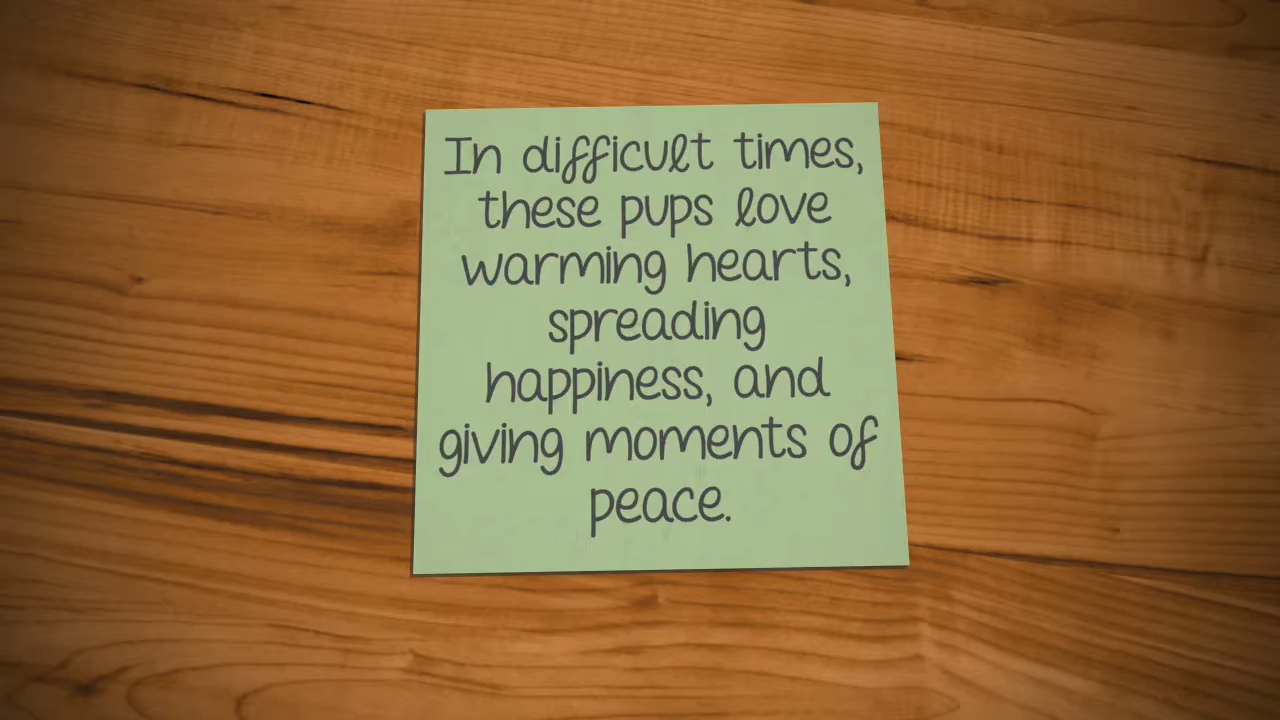 In difficult times,
these pups love
warming hearts,
spreading
happiness, and
giving moments of
peace.